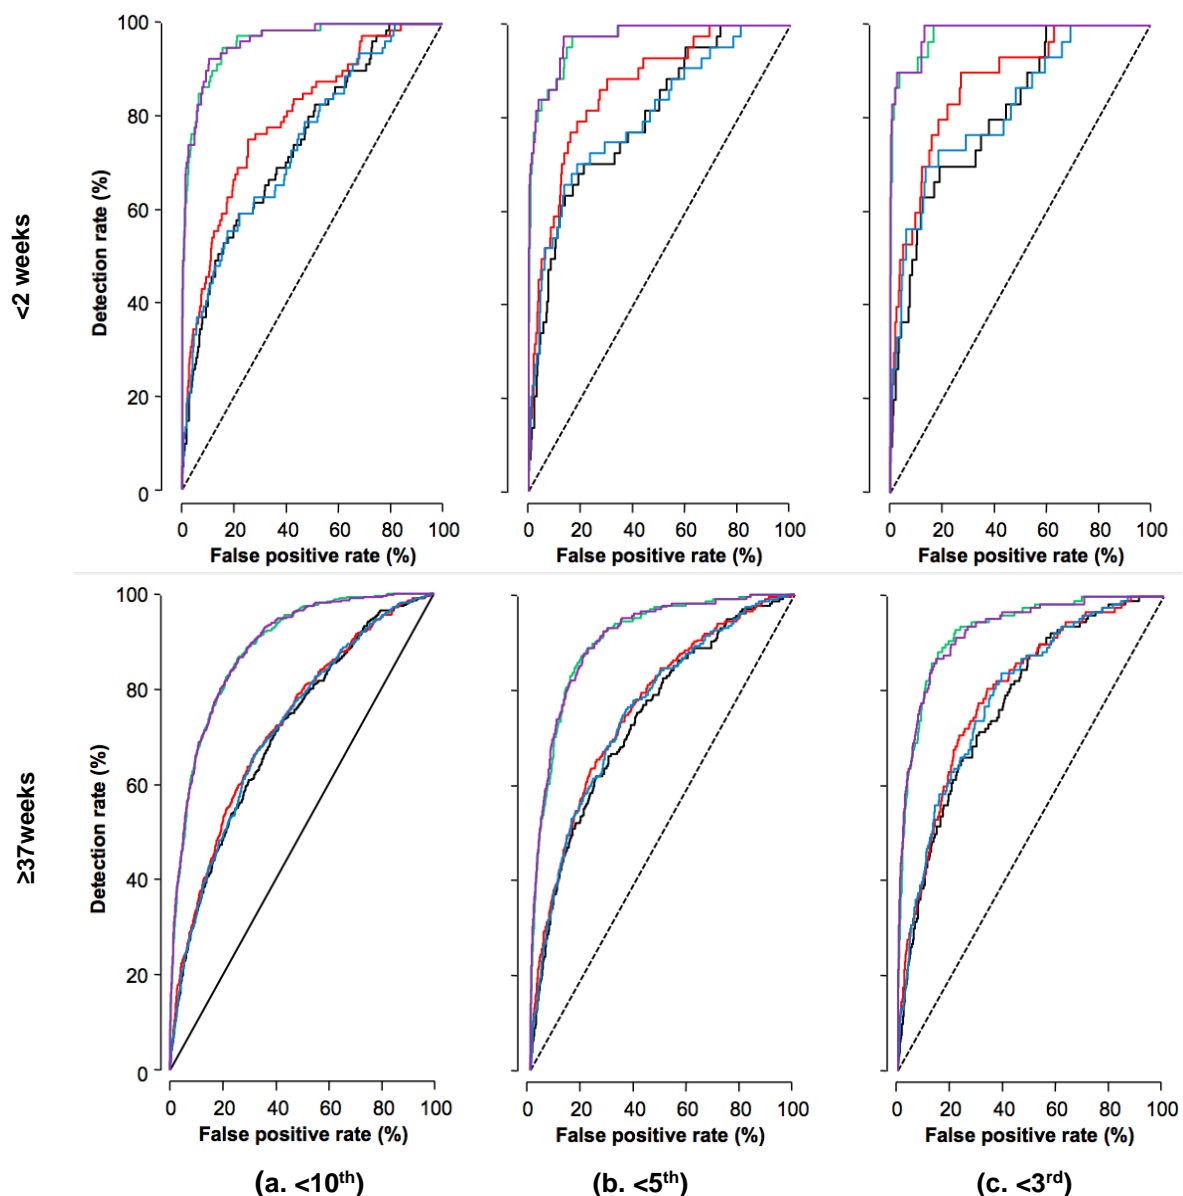 <2 weeks
Detection rate (%)
100
80
60
40
20
0
0 20 40 60 80 100
False positive rate (%)
0 20 40 60 80 100
False positive rate (%)
0 20 40 60 80 100
False positive rate (%)
≥37weeks
Detection rate (%)
100
80
60
40
20
0
0 20 40 60 80 100
False positive rate (%)
0 20 40 60 80 100
False positive rate (%)
0 20 40 60 80 100
False positive rate (%)
(a. <10th)
(b. <5th)
(c. <3rd)